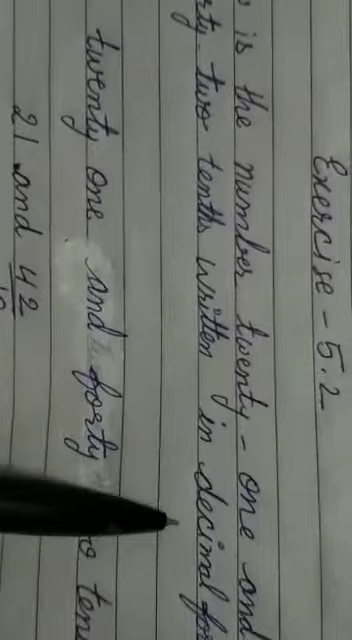 Exercise - 5.2
is the number twenty - one and
two tenths written in decimal
twenty one and forty
21 and 42